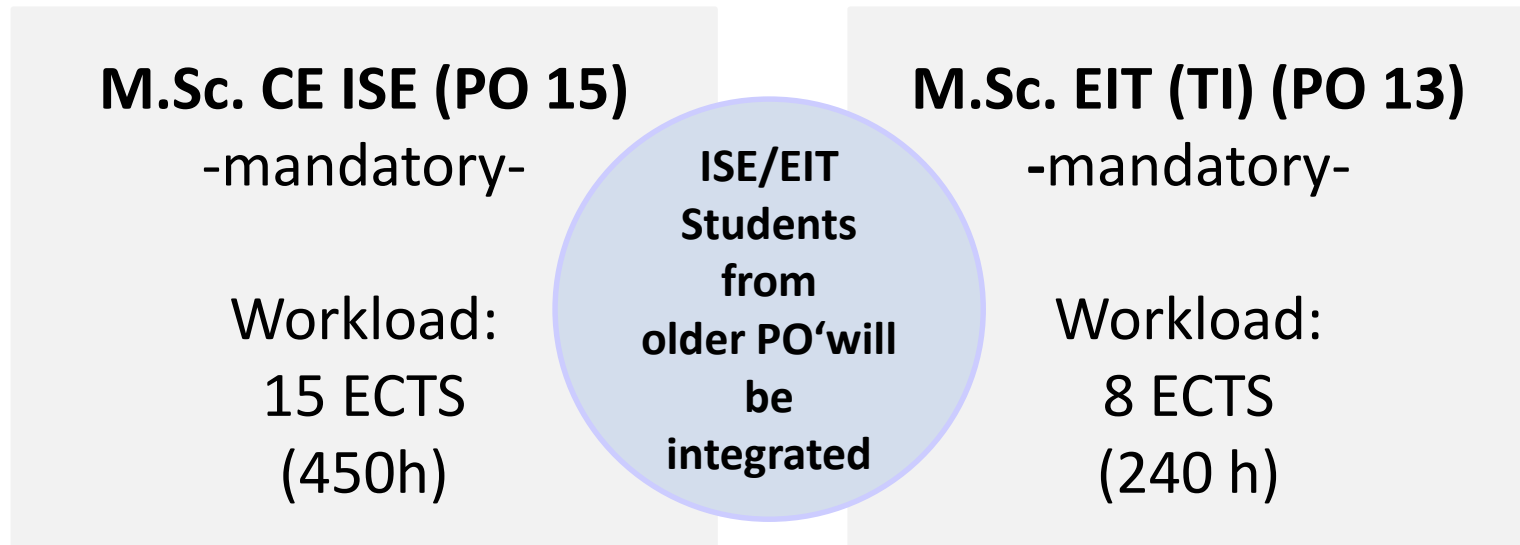 M.Sc. CE ISE (PO 15)
-mandatory-
Workload:
15 ECTS
(450h)
ISE/EIT
Students
from
older PO‘will
be
integrated
M.Sc. EIT (TI) (PO 13)
-mandatory-
Workload:
8 ECTS
(240 h)